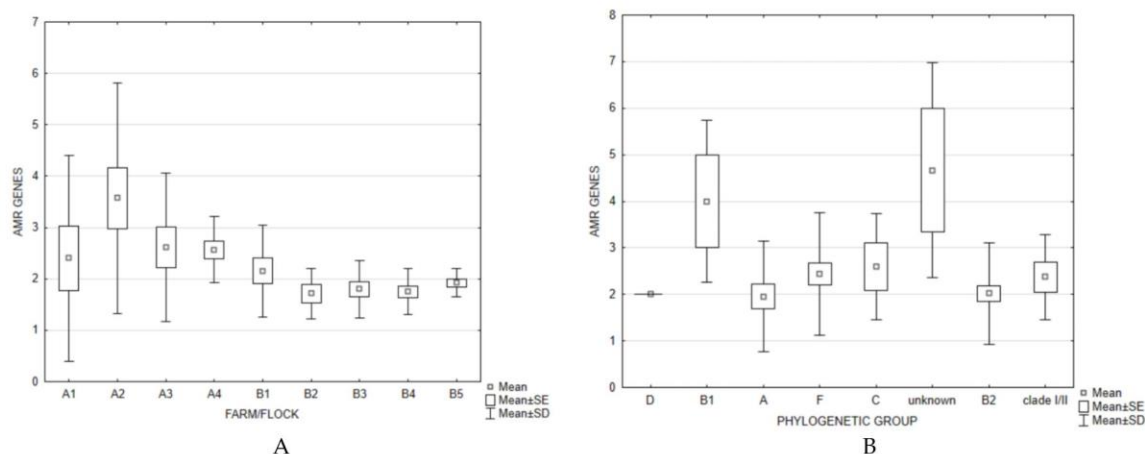 7
6
5
4
3
2
1
0
AMR GENES
A1 A2 A3 A4 B1 B2 B3 B4 B5
FARM/FLOCK
Mean
Mean±SE
Mean±SD
A
8
7
6
5
4
3
2
1
0
AMR GENES
D B1 A F C unknown B2 clade I/II
PHYLOGENETIC GROUP
Mean
Mean±SE
Mean±SD
B